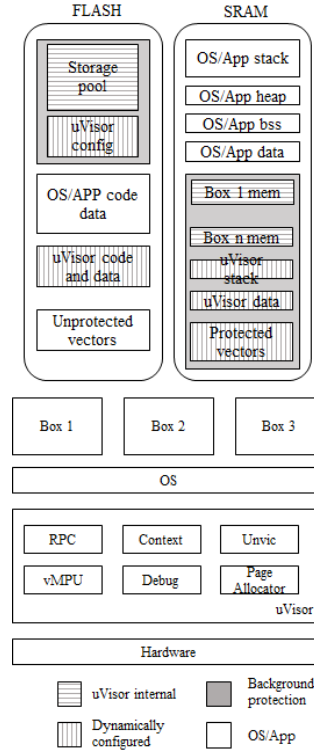 FLASH
SRAM
Storage
pool
uVisor
config
OS/APP code
data
uVisor code
and data
Unprotected
vectors
OS/App stack
OS/App heap
OS/App bss
OS/App data
Box 1 mem
Box n mem
uVisor
stack
uVisor data
Protected
vectors
Box 1
Box 2
Box 3
OS
RPC
Context
Unvic
vMPU
Debug
Page
Allocator
uVisor
Hardware
uVisor internal
Background
protection
Dynamically
configured
OS/App